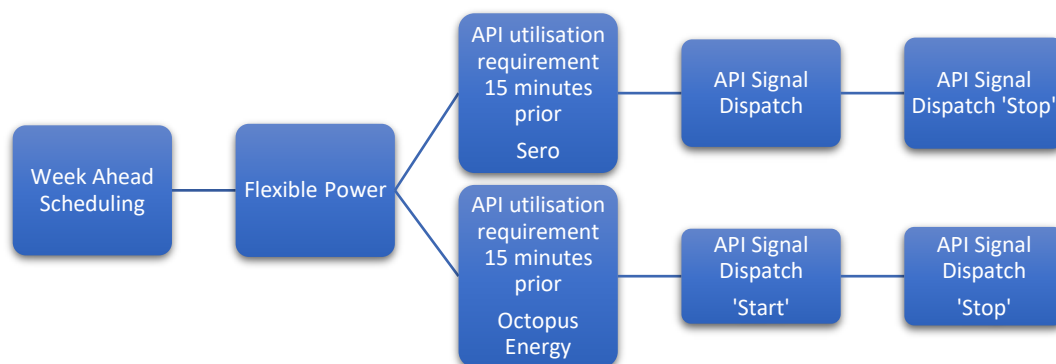 Week Ahead
Scheduling
Flexible Power
API utilisation
requirement
15 minutes
prior
Sero
API Signal
Dispatch
API Signal
Dispatch 'Stop'
API utilisation
requirement
15 minutes
prior
Octopus
Energy
API Signal
Dispatch
'Start'
API Signal
Dispatch
'Stop'